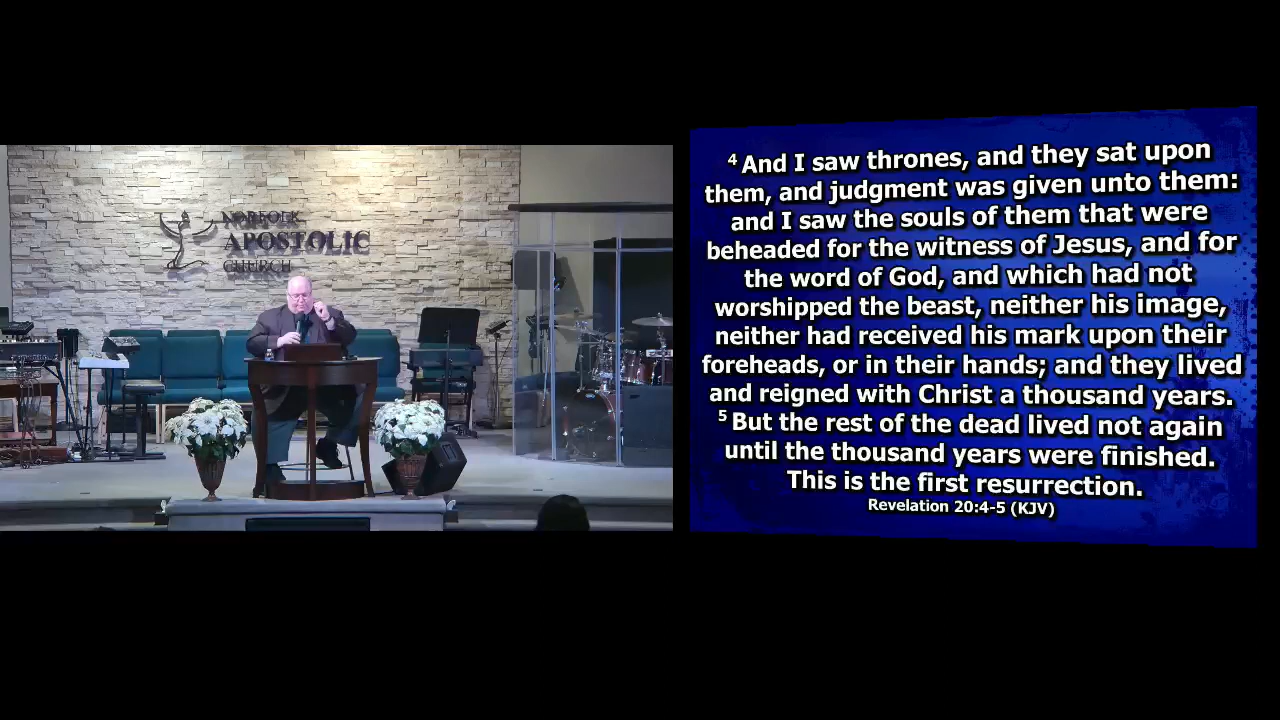 NORFOLK
APOSTOLIC
CHURCH
4 And I saw thrones, and they sat upon
them, and judgment was given unto them:
and I saw the souls of them that were
beheaded for the witness of Jesus, and for
the word of God, and which had not
worshipped the beast, neither his image,
neither had received his mark upon their
foreheads, or in their hands; and they lived
and reigned with Christ a thousand years.
5 But the rest of the dead lived not again
until the thousand years were finished.
This is the first resurrection.
Revelation 20:4-5 (KJV)